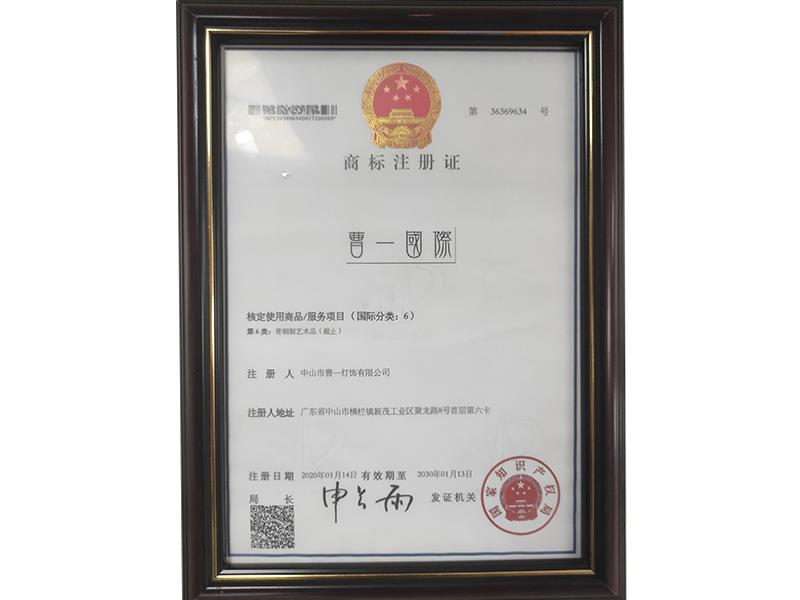 第 36369634 号
*TMZC36369634D01T200203*
商标注册证
曹一國際
核定使用商品/服务项目(国际分类:6)
第6类:青铜制艺术品(截止)
注册人 中山市曹一灯饰有限公司
注册人地址 广东省中山市横栏镇新茂工业区聚龙路8号首层第六卡
注册日期 2020年01月14日 有效期至 2030年01月13日
局长 申长雨 发证机关
国家知识产权局